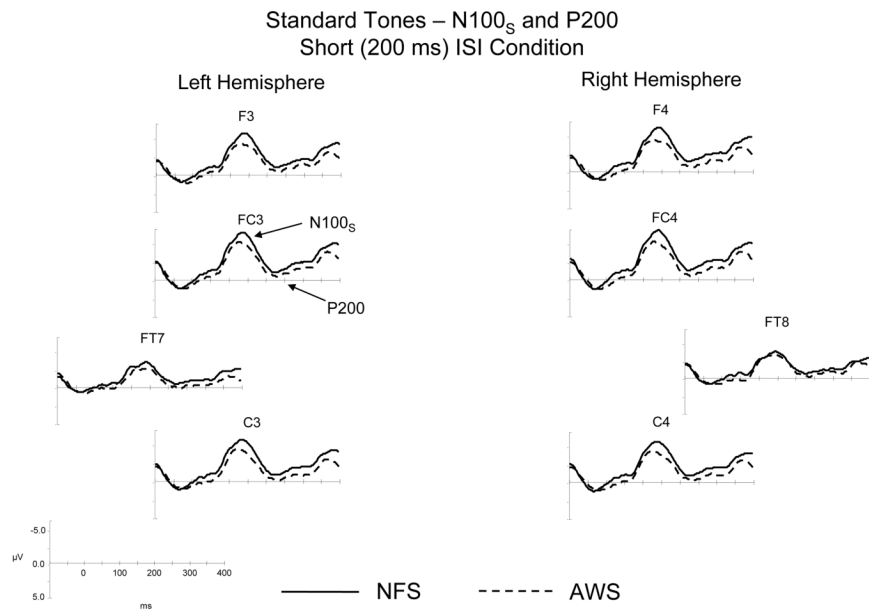 Standard Tones – N100S and P200
Short (200 ms) ISI Condition
Left Hemisphere
Right Hemisphere
F3
F4
FC3
N100S
FC4
P200
FT7
FT8
C3
C4
-5.0
µV
0.0
0 100 200 300 400
5.0
ms
NFS
AWS